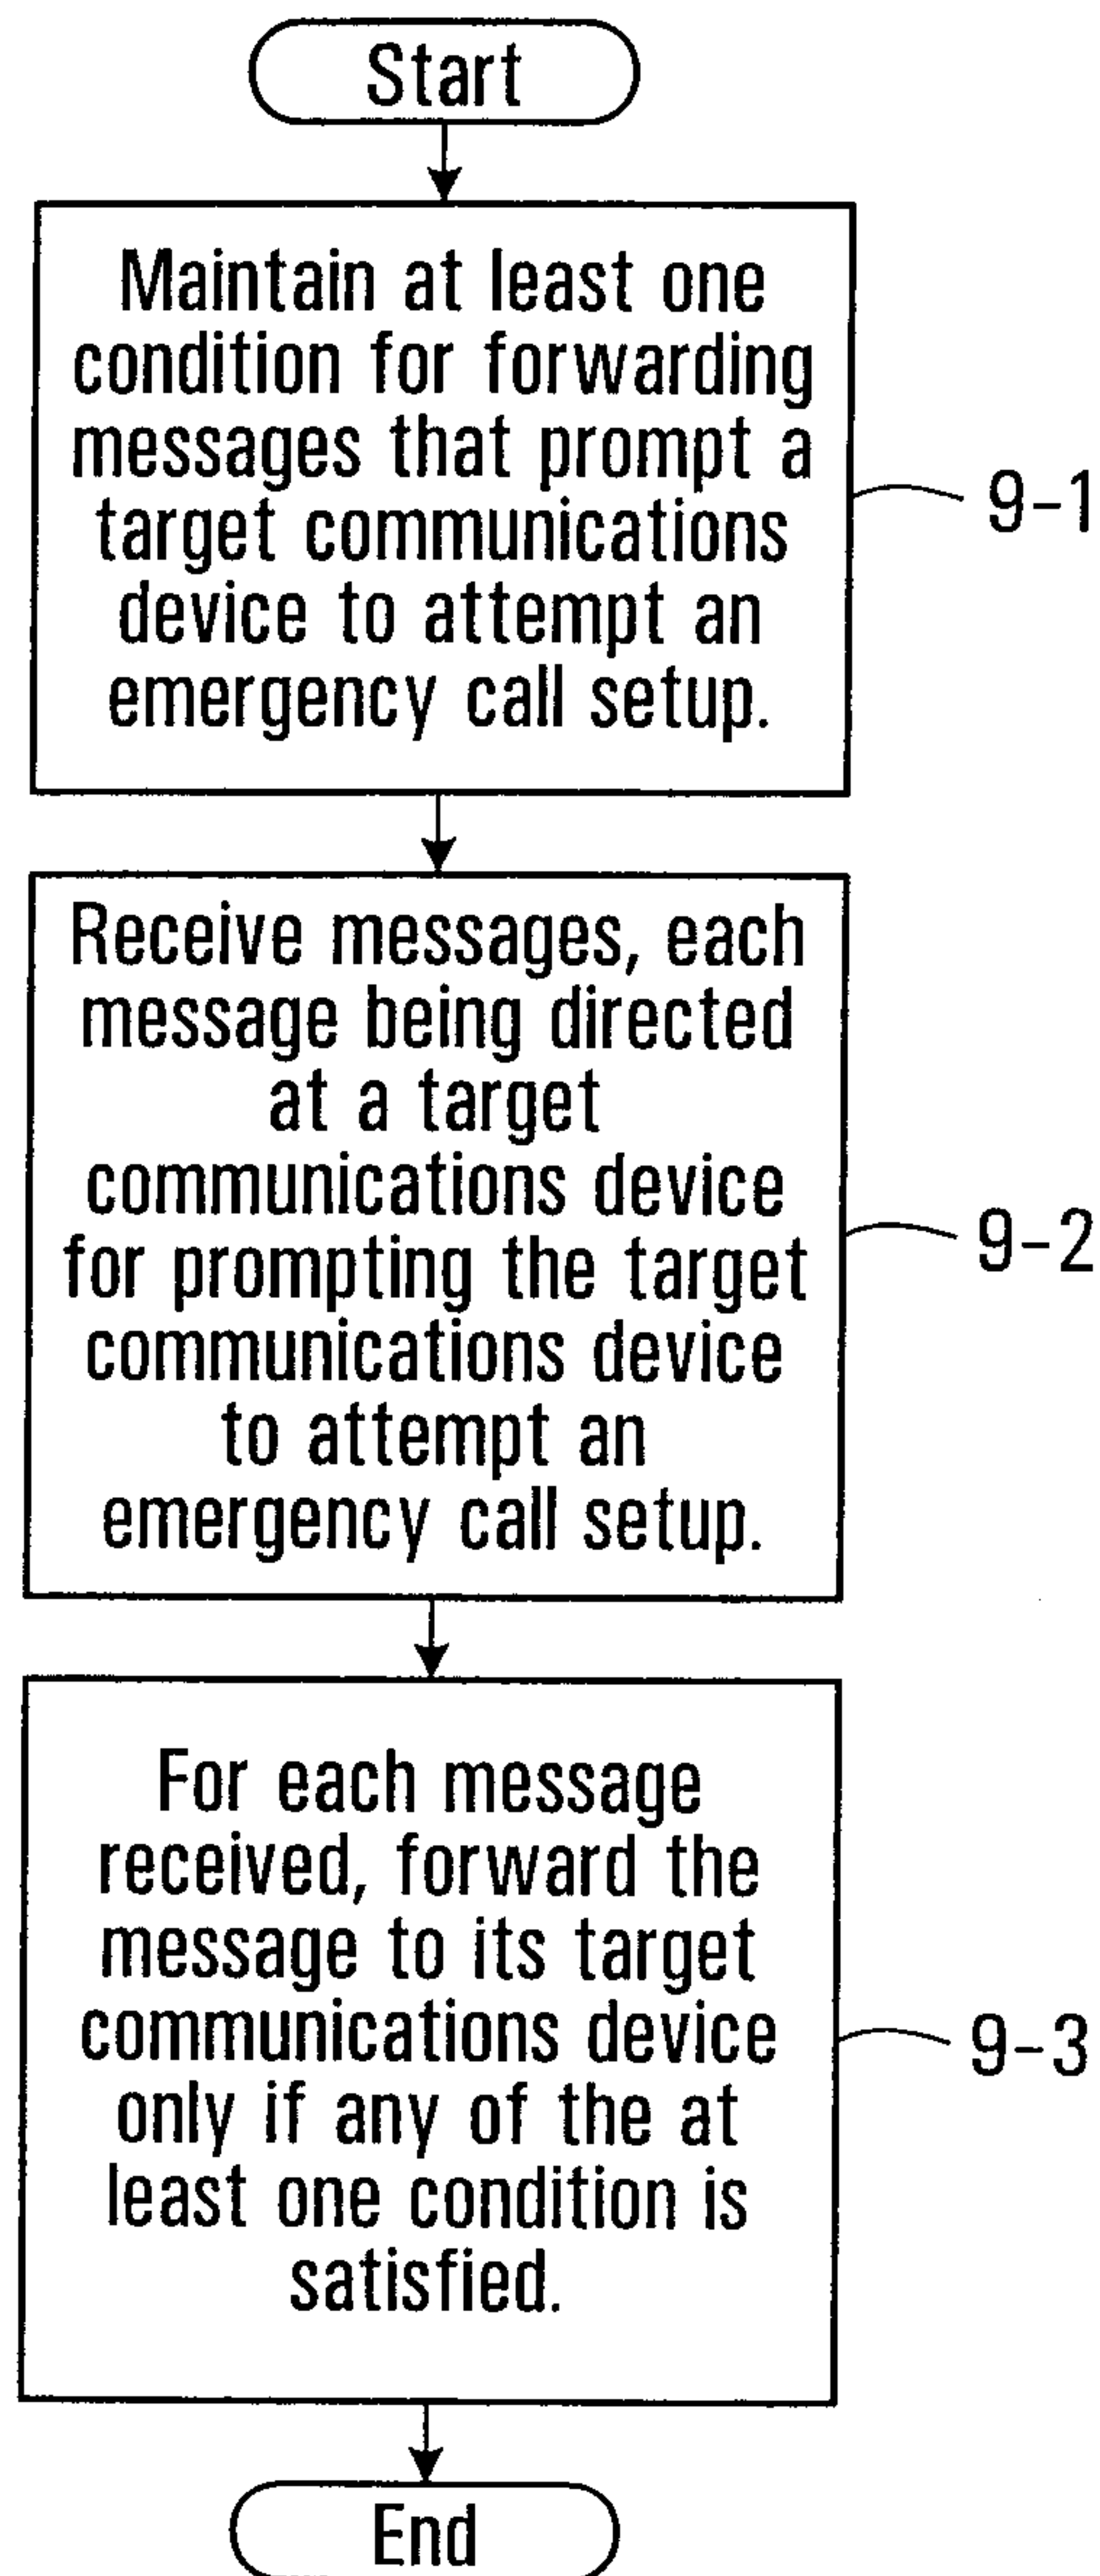 Start
Maintain at least one
condition for forwarding
messages that prompt a
target communications
device to attempt an
emergency call setup.
9-1
Receive messages, each
message being directed
at a target
communications device
for prompting the target
communications device
to attempt an
emergency call setup.
9-2
For each message
received, forward the
message to its target
communications device
only if any of the at
least one condition is
satisfied.
9-3
End